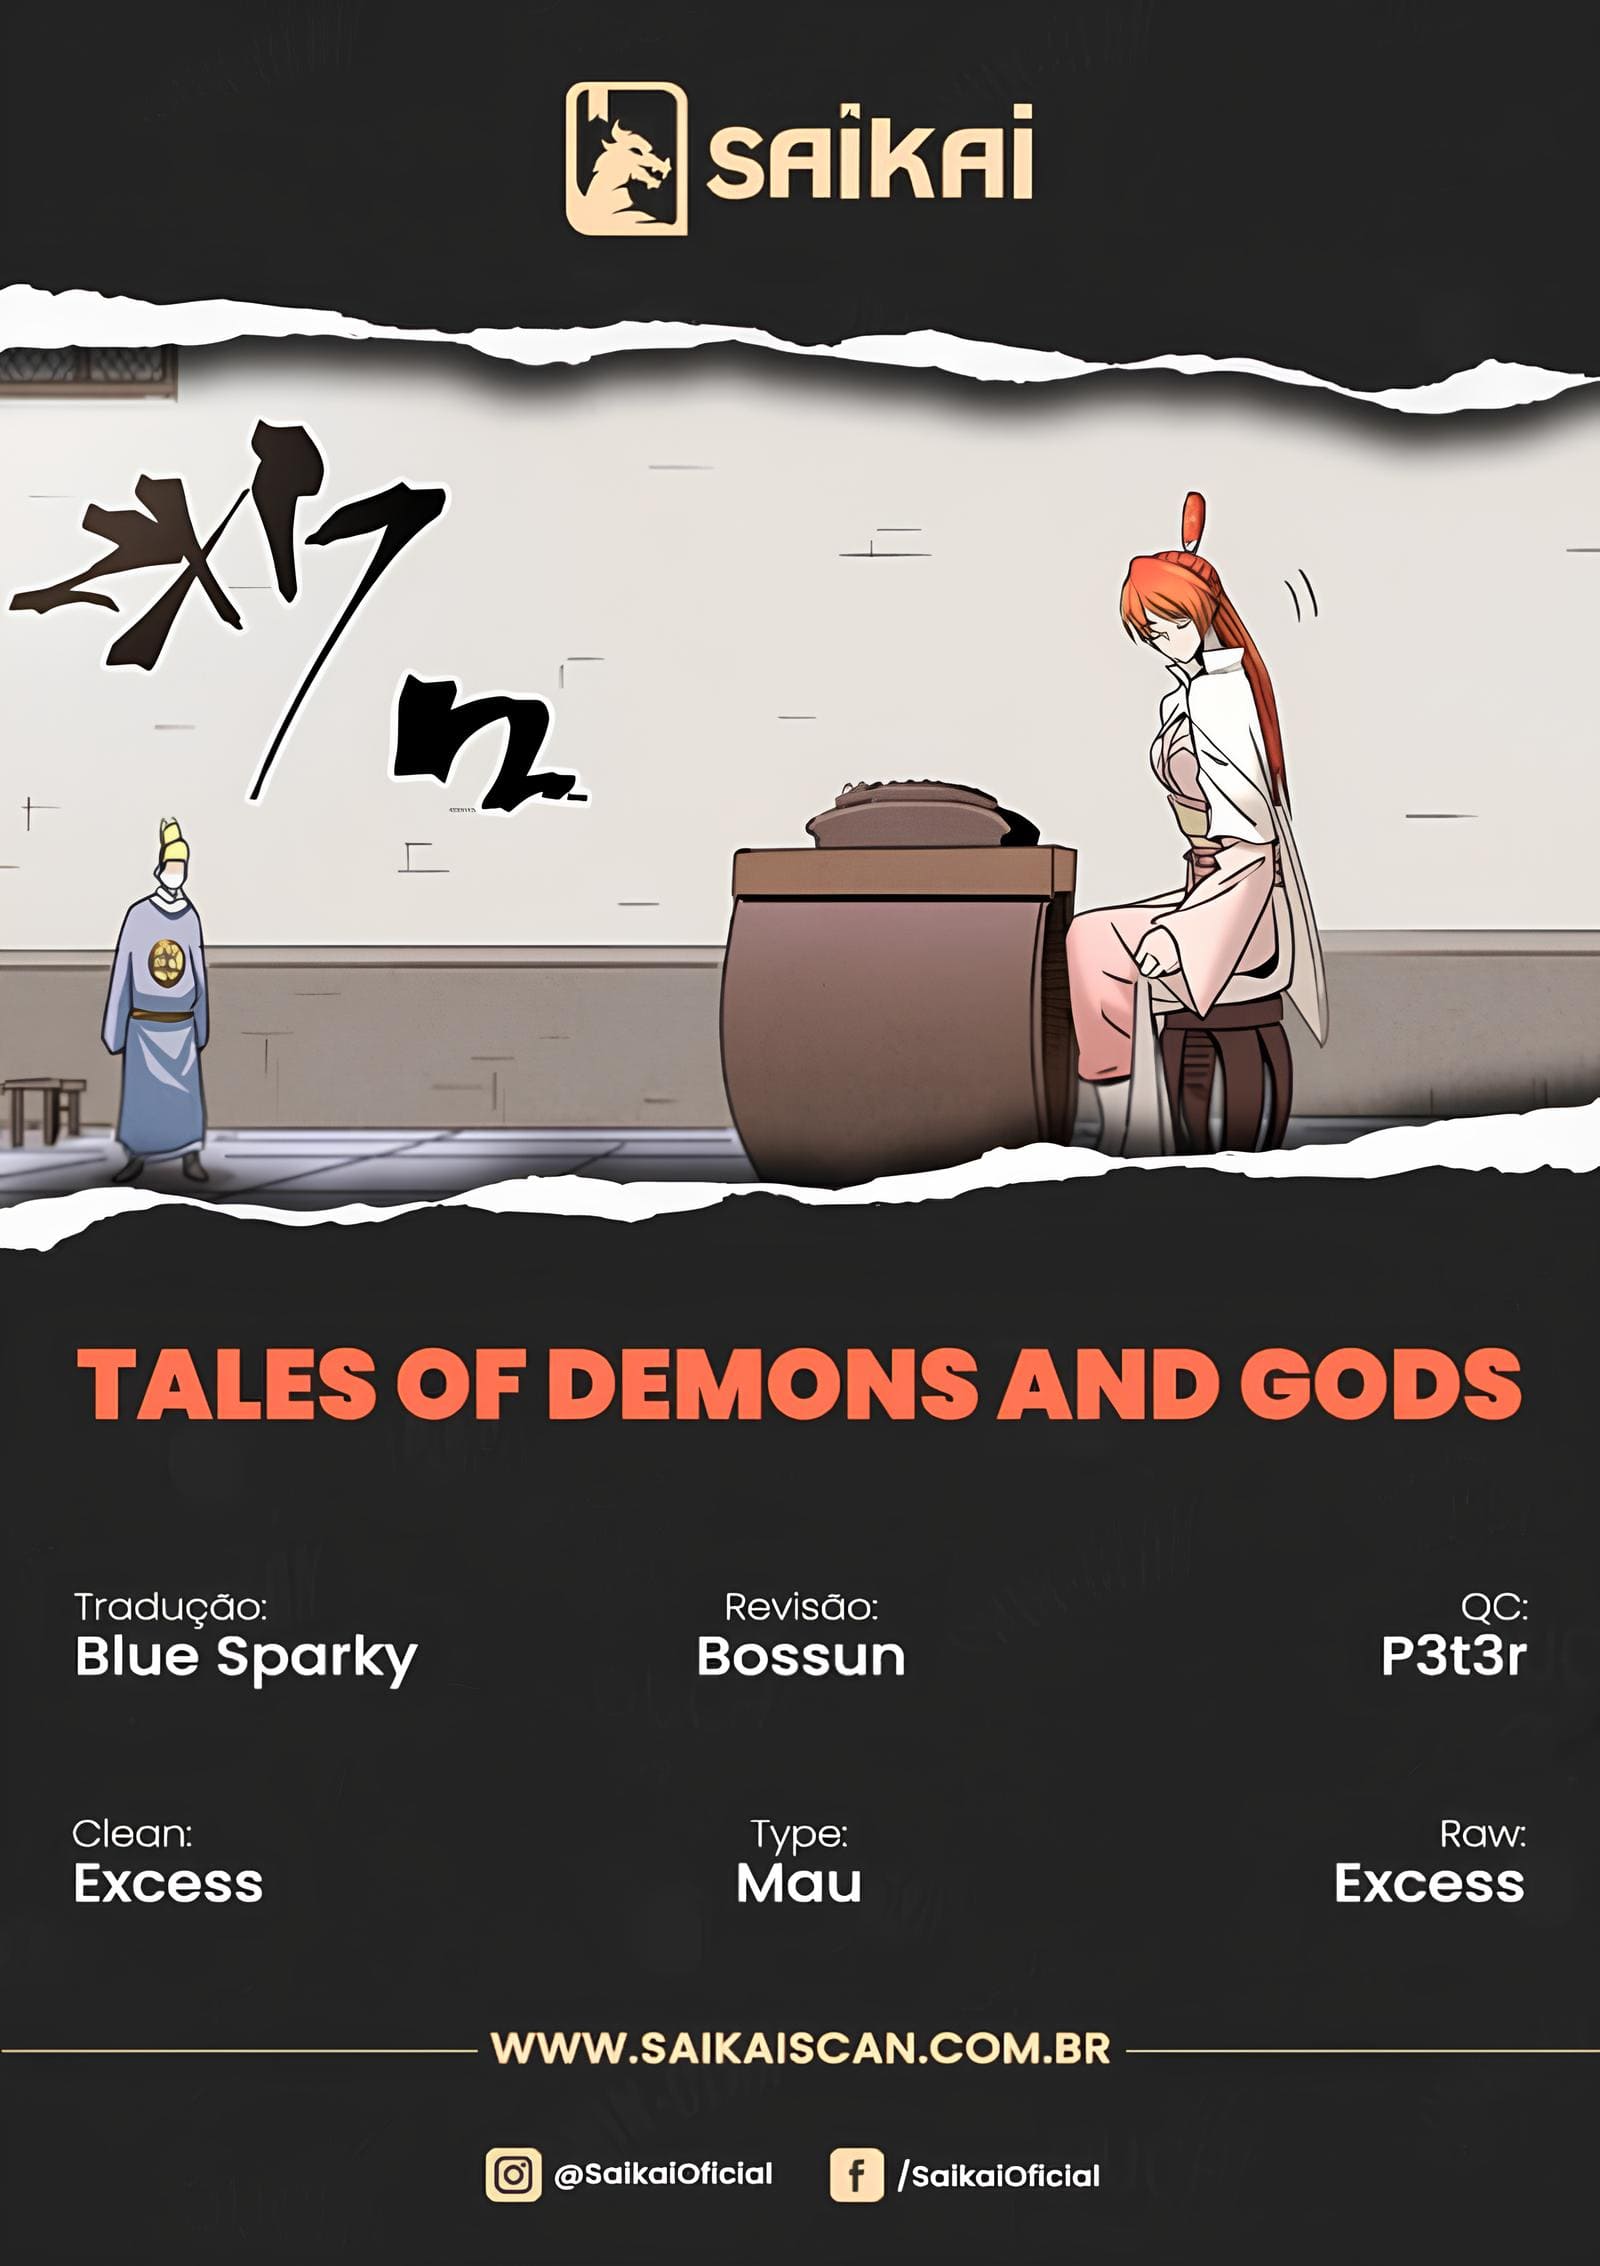 SAIKAI
TALES OF DEMONS AND GODS
Tradução:
Blue Sparky
Revisão:
Bossun
QC:
P3t3r
Clean:
Excess
Type:
Mau
Raw:
Excess
WWW.SAIKAISCAN.COM.BR
@SaikaiOficial
/SaikaiOficial